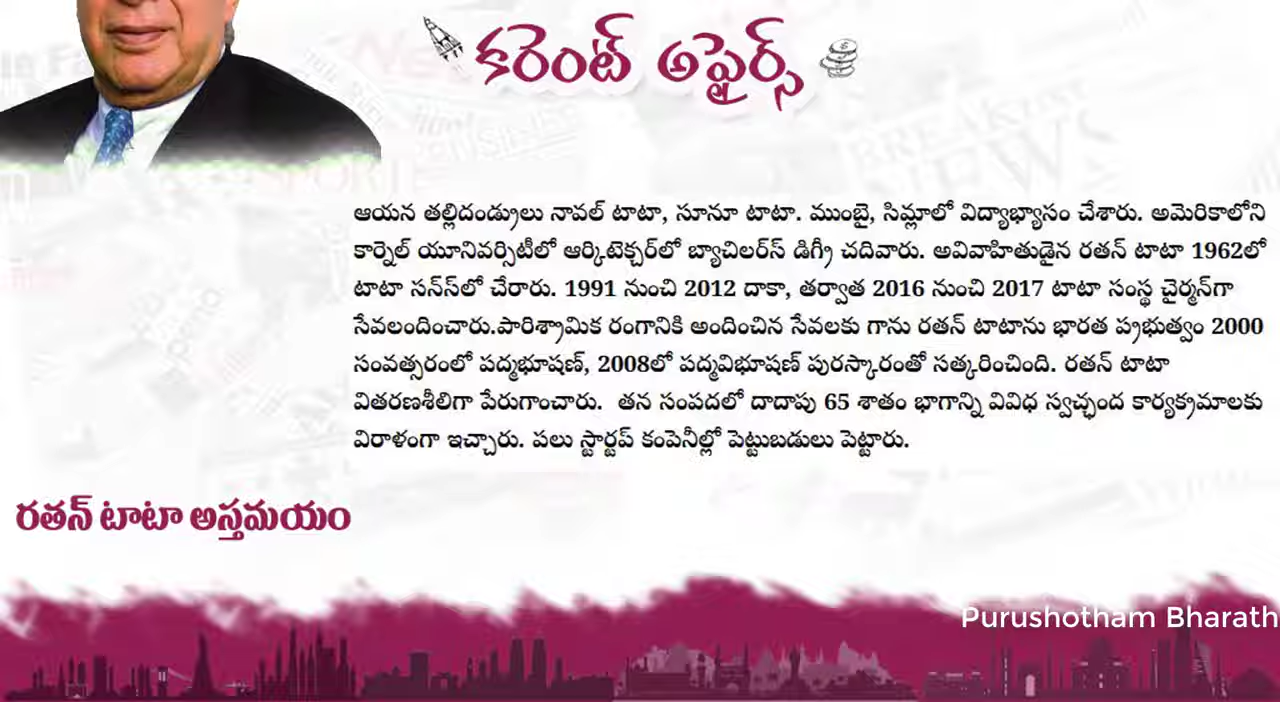 కరెంట్ అఫైర్స్
ఆయన తల్లిదండ్రులు నావల్ టాటా, సూనూ టాటా. ముంబై, సిమ్లాలో విద్యాభ్యాసం చేశారు. అమెరికాలోని
కార్నెల్ యూనివర్సిటీలో ఆర్కిటెక్చర్‌లో బ్యాచిలర్‌స్ డిగ్రీ చదివారు. అవివాహితుడైన రతన్ టాటా 1962లో
టాటా సన్‌స్‌లో చేరారు. 1991 నుంచి 2012 దాకా, తర్వాత 2016 నుంచి 2017 టాటా సంస్థ చైర్మన్‌గా
సేవలందించారు.పారిశ్రామిక రంగానికి అందించిన సేవలకు గాను రతన్ టాటాను భారత ప్రభుత్వం 2000
సంవత్సరంలో పద్మభూషణ్, 2008లో పద్మవిభూషణ్ పురస్కారంతో సత్కరించింది. రతన్ టాటా
వితరణశీలిగా పేరుగాంచారు. తన సంపదలో దాదాపు 65 శాతం భాగాన్ని వివిధ స్వచ్ఛంద కార్యక్రమాలకు
విరాళంగా ఇచ్చారు. పలు స్టార్టప్ కంపెనీల్లో పెట్టుబడులు పెట్టారు.
రతన్ టాటా అస్తమయం
Purushotham Bharath